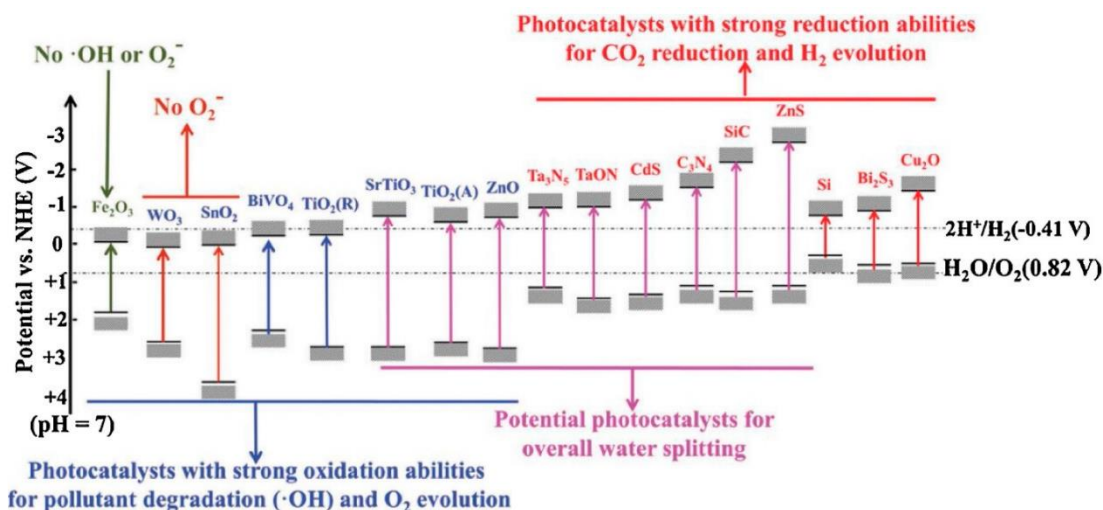 Photocatalysts with strong reduction abilities
for CO₂ reduction and H₂ evolution
No ·OH or O₂⁻
No O₂⁻
ZnS
SiC
Cu₂O
C₃N₄
CdS
TaON
Ta₃N₅
Bi₂S₃
Si
SrTiO₃
TiO₂(A)
ZnO
BiVO₄
TiO₂(R)
SnO₂
WO₃
Fe₂O₃
Potential vs. NHE (V)
-3
-2
-1
0
+1
+2
+3
+4
(pH = 7)
2H⁺/H₂(-0.41 V)
H₂O/O₂(0.82 V)
Potential photocatalysts for
overall water splitting
Photocatalysts with strong oxidation abilities
for pollutant degradation (·OH) and O₂ evolution